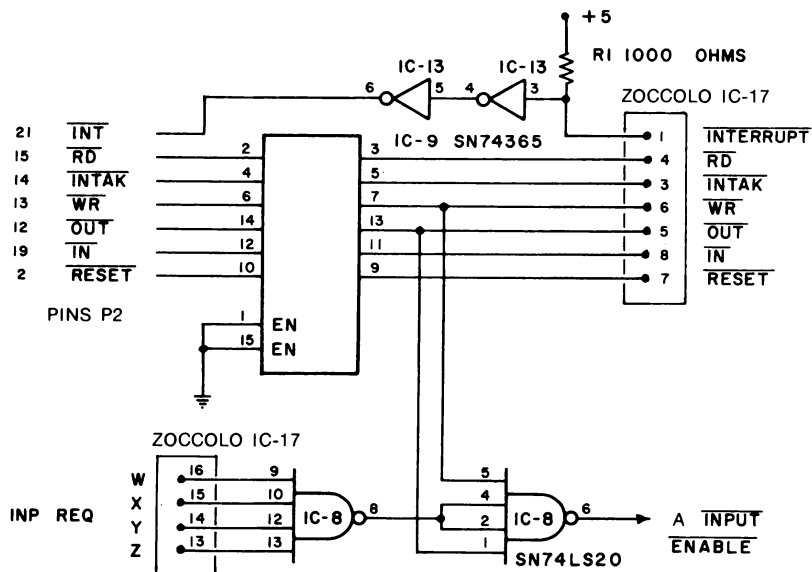 +5
R1 1000 OHMS
IC-13 IC-13
6 5 4 3
ZOCCOLO IC-17
IC-9 SN74365
21 INT 1 INTERRUPT
15 RD 2 3 4 RD
14 INTAK 4 5 3 INTAK
13 WR 6 7 6 WR
12 OUT 14 13 5 OUT
19 IN 12 11 8 IN
2 RESET 10 9 7 RESET
PINS P2
1 EN
15 EN
ZOCCOLO IC-17
INP REQ
W 16 9
X 15 10
Y 14 12
Z 13 13
IC-8 8
5
4
2
1
IC-8 6
SN74LS20
A INPUT
ENABLE